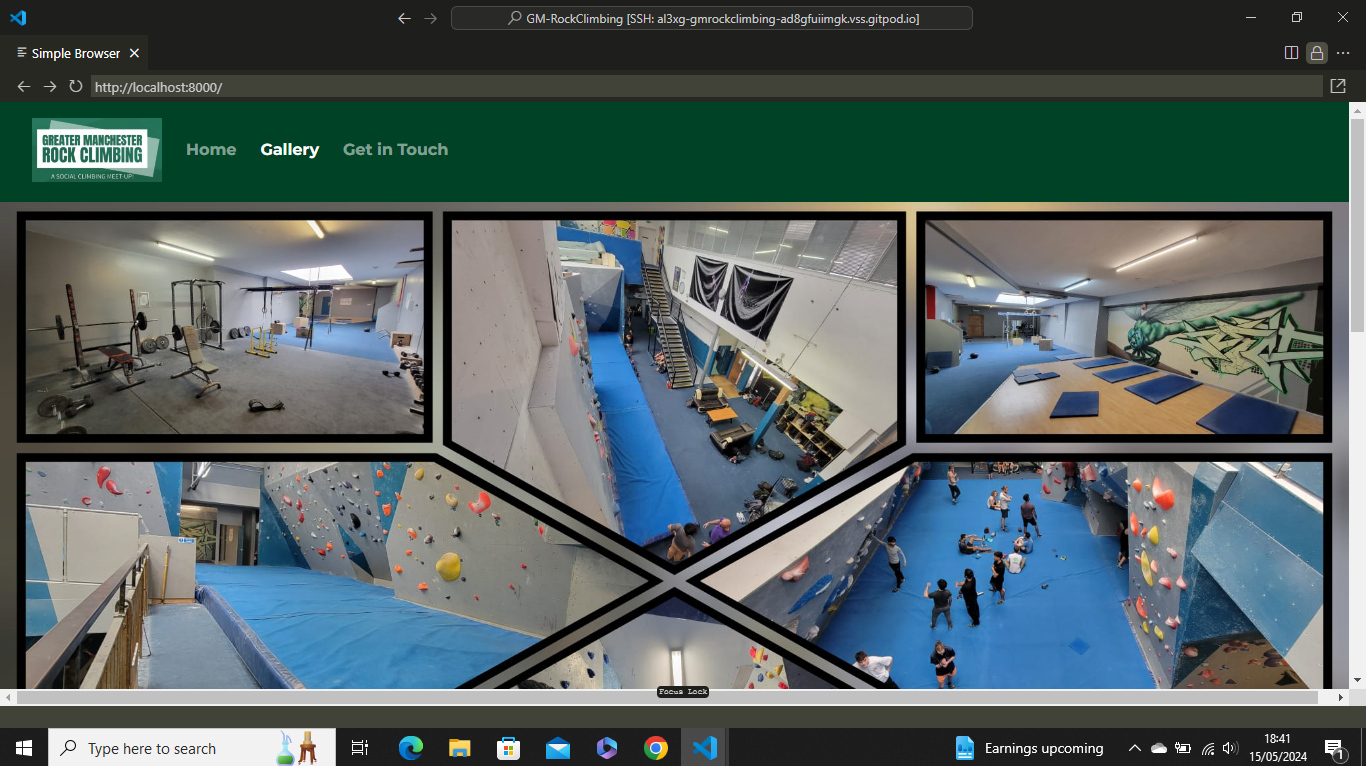 GM-RockClimbing [SSH: al3xg-gmrockclimbing-ad8gfuiimgk.vss.gitpod.io]
Simple Browser
http://localhost:8000/
GREATER MANCHESTER
ROCK CLIMBING
A SOCIAL CLIMBING MEET-UP!
Home Gallery Get in Touch
Focus Lock
Type here to search
Earnings upcoming
18:41
15/05/2024
1